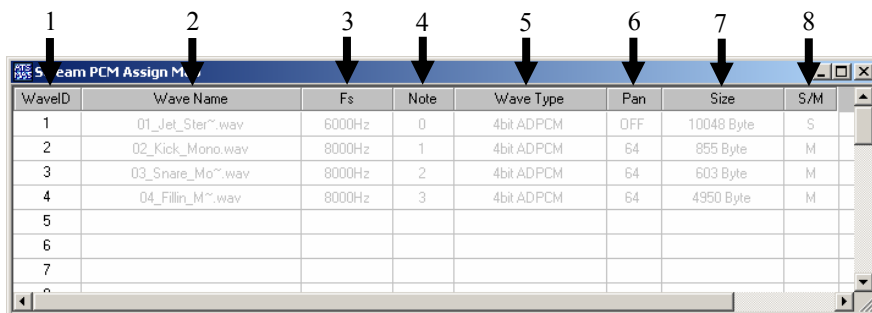 1 2 3 4 5 6 7 8
Stream PCM Assign Map
WaveID Wave Name Fs Note Wave Type Pan Size S/M
1 01_Jet_Ster~.wav 6000Hz 0 4bit ADPCM OFF 10048 Byte S
2 02_Kick_Mono.wav 8000Hz 1 4bit ADPCM 64 855 Byte M
3 03_Snare_Mo~.wav 8000Hz 2 4bit ADPCM 64 603 Byte M
4 04_Fillin_M~.wav 8000Hz 3 4bit ADPCM 64 4950 Byte M
5
6
7